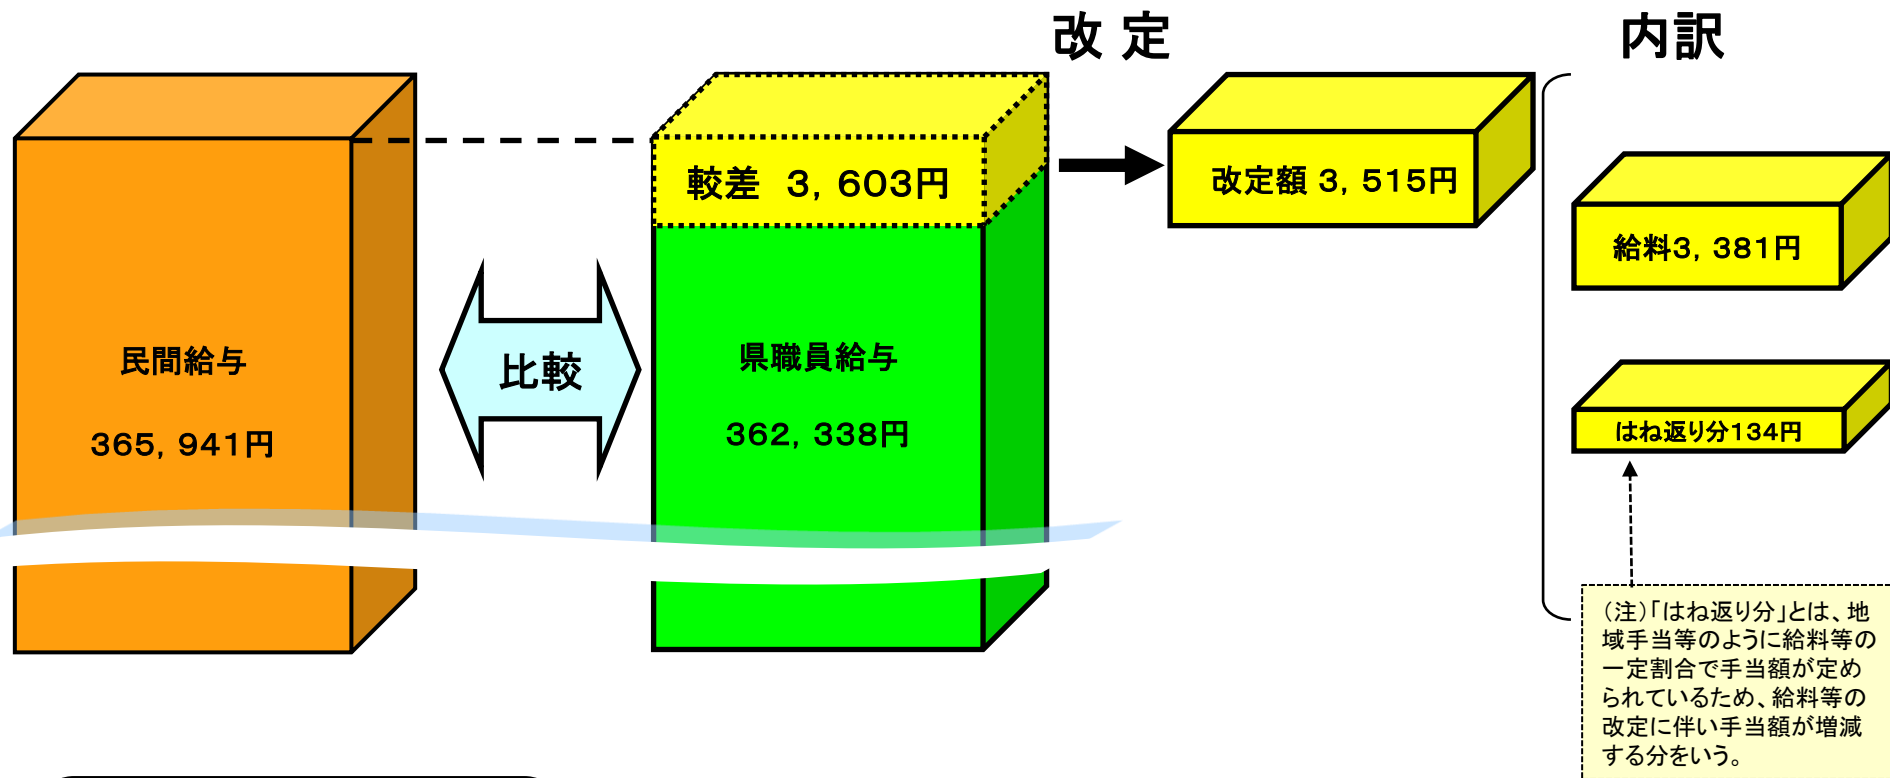 改 定
内訳
較差　３，６０３円
改定額 ３，５１５円
給料３，３８１円
民間給与
３６５，９４１円
比較
県職員給与
３６２，３３８円
はね返り分１３４円
（注）「はね返り分」とは、地
域手当等のように給料等の
一定割合で手当額が定め
られているため、給料等の
改定に伴い手当額が増減
する分をいう。